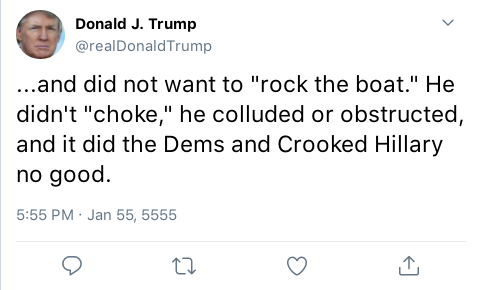 Donald J. Trump
@realDonaldTrump
...and did not want to "rock the boat." He
didn't "choke," he colluded or obstructed,
and it did the Dems and Crooked Hillary
no good.
5:55 PM · Jan 55, 5555